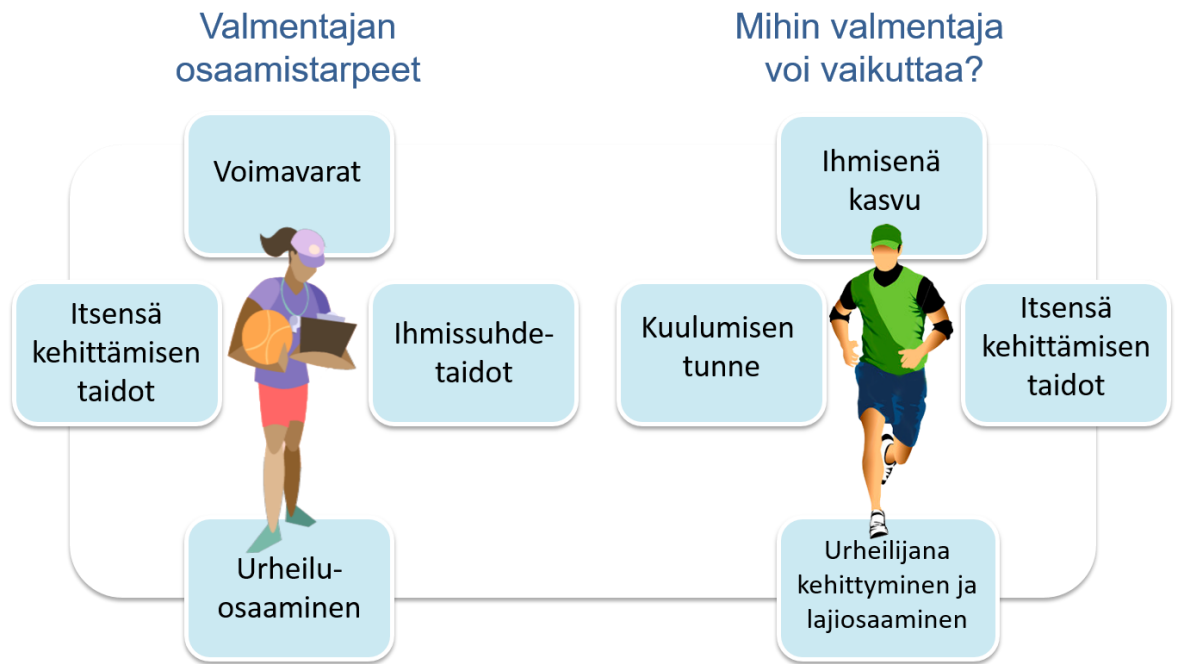 Valmentajan
osaamistarpeet
Voimavarat
Itsensä
kehittämisen
taidot
Ihmissuhde-
taidot
Urheilu-
osaaminen
Mihin valmentaja
voi vaikuttaa?
Ihmisenä
kasvu
Kuulumisen
tunne
Itsensä
kehittämisen
taidot
Urheilijana
kehittyminen ja
lajiosaaminen